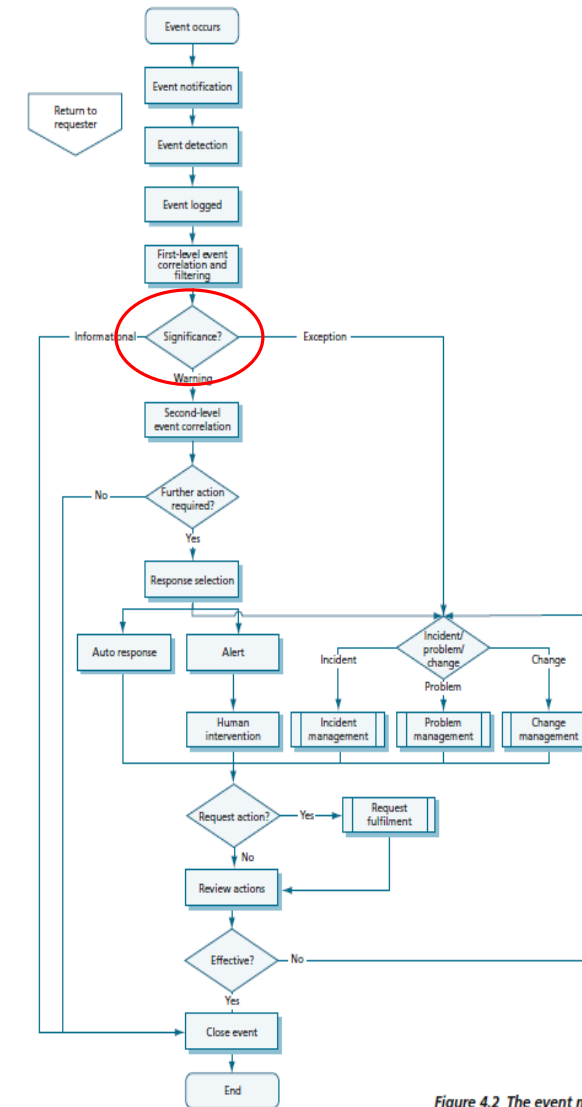 Event occurs
Event notification
Return to
requester
Event detection
Event logged
First-level event
correlation and
filtering
Informational
Significance?
Exception
Warning
Second-level
event correlation
No
Further action
required?
Yes
Response selection
Auto response
Alert
Incident/
problem/
change
Incident
Change
Problem
Human
intervention
Incident
management
Problem
management
Change
management
Request action?
Yes
Request
fulfilment
No
Review actions
Effective?
No
Yes
Close event
End
Figure 4.2 The event